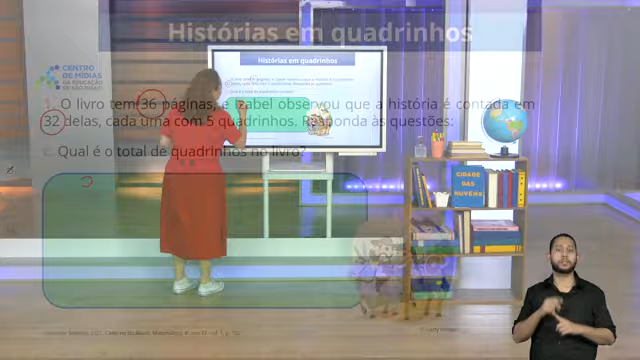 Histórias em quadrinhos
Histórias em quadrinhos
CENTRO
DE MÍDIAS
DA EDUCAÇÃO
DE SÃO PAULO
O livro tem 36 páginas, e Izabel observou que a história é contada em
32 delas, cada uma com 5 quadrinhos. Responda às questões:
Qual é o total de quadrinhos no livro?
CIDADE
DAS
NUVENS